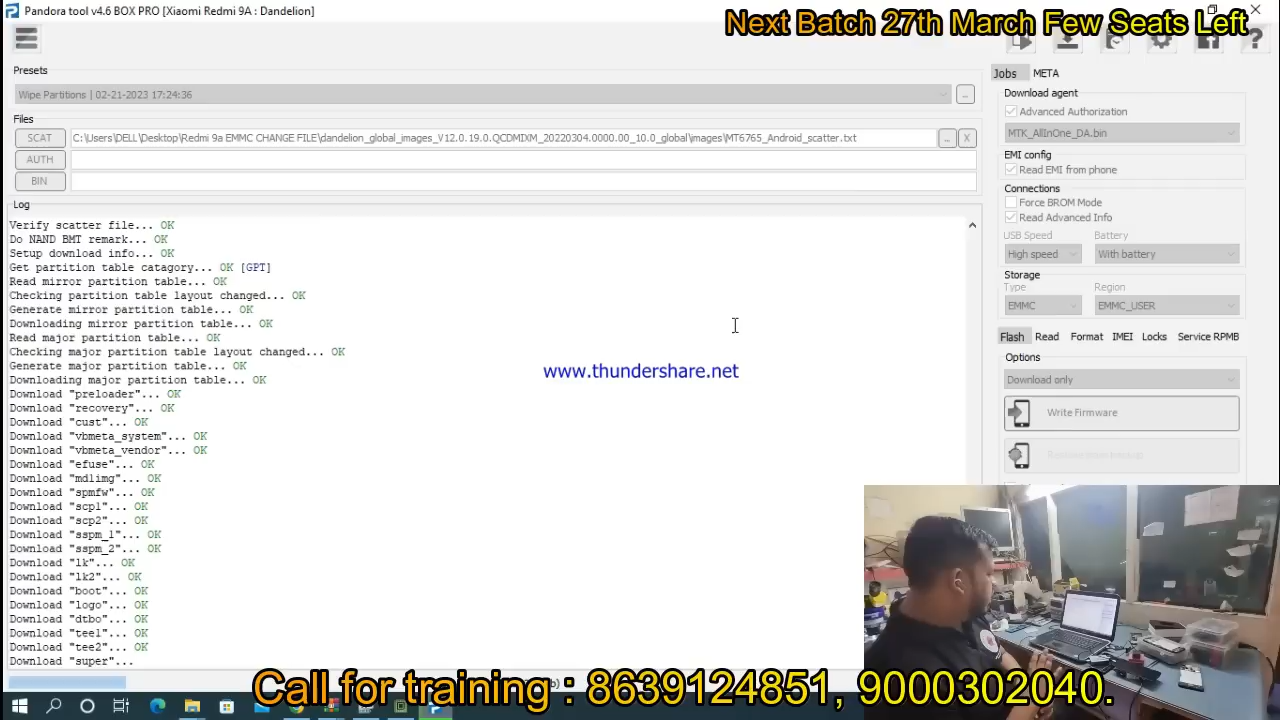 Pandora tool v4.6 BOX PRO [Xiaomi Redmi 9A : Dandelion]
Next Batch 27th March Few Seats Left
Presets
Wipe Partitions | 02-21-2023 17:24:36
...
Files
SCAT
C:\Users\DELL\Desktop\Redmi 9a EMMC CHANGE FILE\dandelion_global_images_V12.0.19.0.QCDMIXM_20220304.0000.00_10.0_global\images\MT6765_Android_scatter.txt
...
X
AUTH
BIN
Log
Verify scatter file... OK
Do NAND BMT remark... OK
Setup download info... OK
Get partition table catagory... OK [GPT]
Read mirror partition table... OK
Checking partition table layout changed... OK
Generate mirror partition table... OK
Downloading mirror partition table... OK
Read major partition table... OK
Checking major partition table layout changed... OK
Generate major partition table... OK
Downloading major partition table... OK
Download "preloader"... OK
Download "recovery"... OK
Download "cust"... OK
Download "vbmeta_system"... OK
Download "vbmeta_vendor"... OK
Download "efuse"... OK
Download "md1img"... OK
Download "spmfw"... OK
Download "scp1"... OK
Download "scp2"... OK
Download "sspm_1"... OK
Download "sspm_2"... OK
Download "lk"... OK
Download "lk2"... OK
Download "boot"... OK
Download "logo"... OK
Download "dtbo"... OK
Download "tee1"... OK
Download "tee2"... OK
Download "super"...
www.thundershare.net
Jobs META
Download agent
Advanced Authorization
MTK_AllInOne_DA.bin
EMI config
Read EMI from phone
Connections
Force BROM Mode
Read Advanced Info
USB Speed Battery
High speed With battery
Storage
Type Region
EMMC EMMC_USER
Flash Read Format IMEI Locks Service RPMB
Options
Download only
Write Firmware
Call for training : 8639124851, 9000302040.